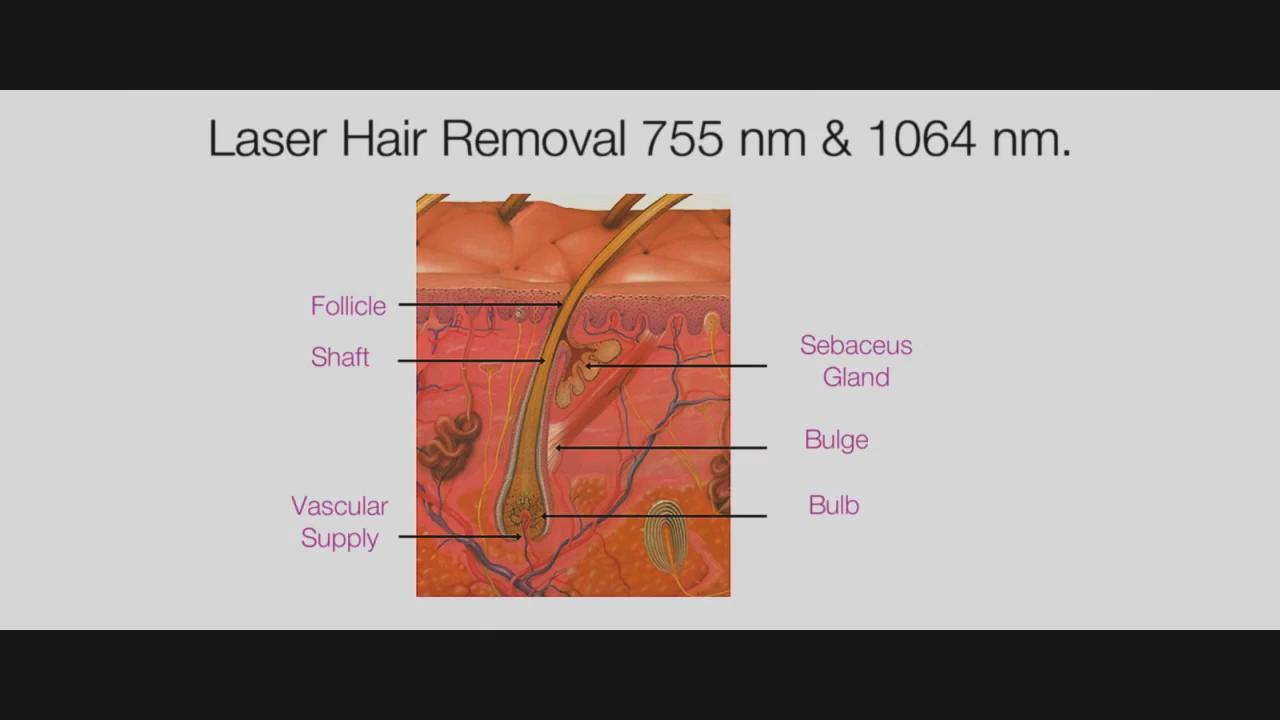 Laser Hair Removal 755 nm & 1064 nm.
Follicle
Shaft
Vascular
Supply
Sebaceus
Gland
Bulge
Bulb